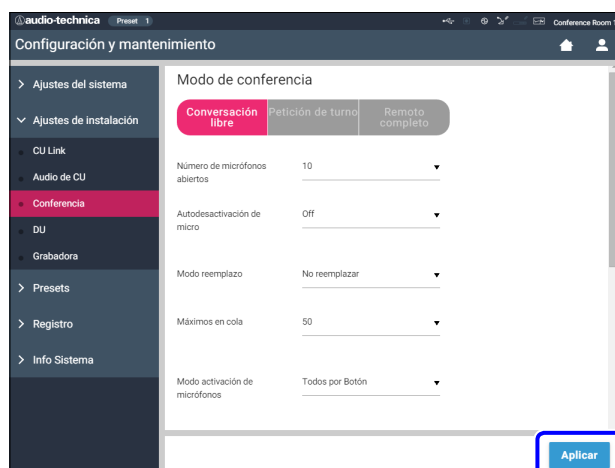 audio-technica Preset 1 Conference Room 1
Configuración y mantenimiento
Ajustes del sistema
Ajustes de instalación
CU Link
Audio de CU
Conferencia
DU
Grabadora
Presets
Registro
Info Sistema
Modo de conferencia
Conversación
libre
Petición de turno
Remoto
completo
Número de micrófonos
abiertos
10
Autodesactivación de
micro
Off
Modo reemplazo
No reemplazar
Máximos en cola
50
Modo activación de
micrófonos
Todos por Botón
Aplicar